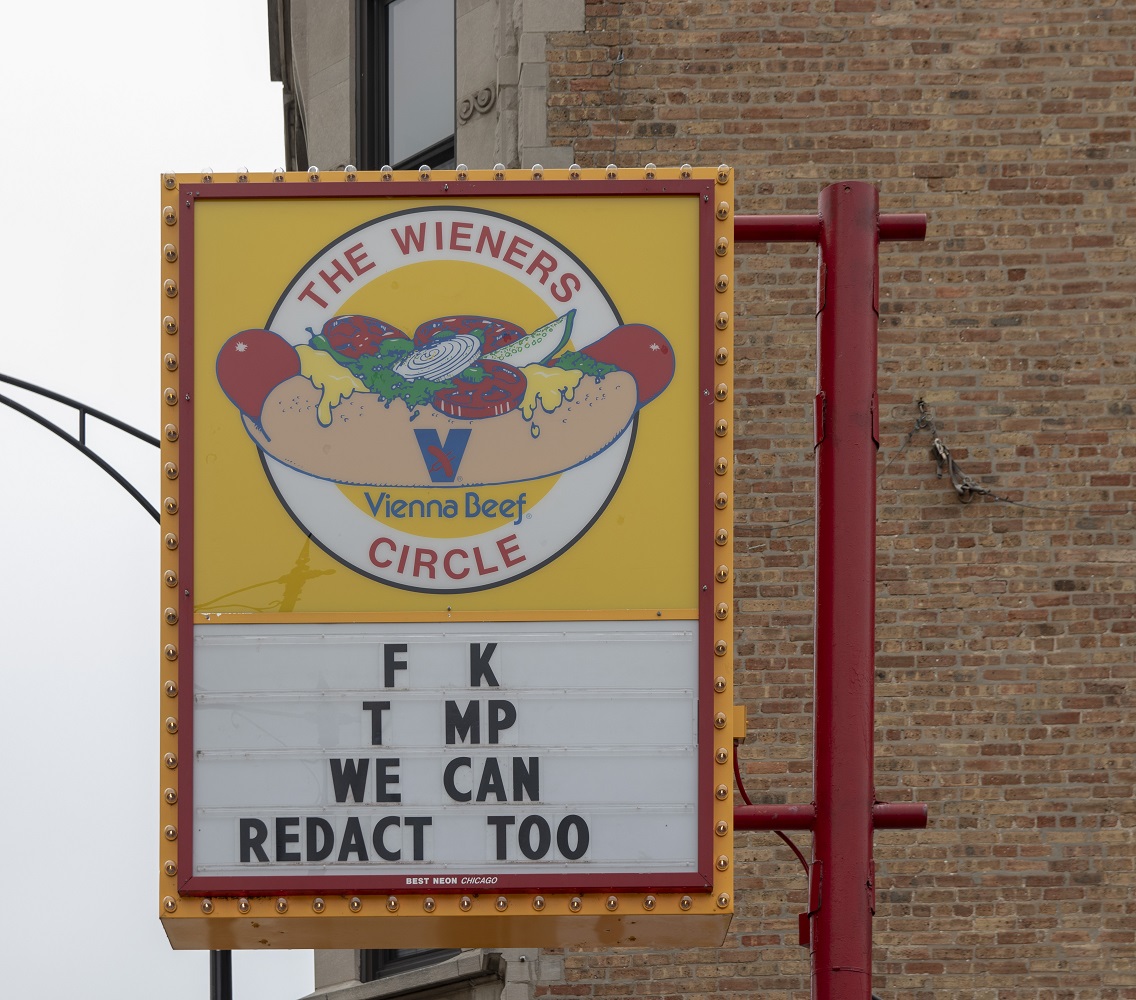 THE WIENERS
V
Vienna Beef
CIRCLE
F K
T MP
WE CAN
REDACT TOO
BEST NEON CHICAGO